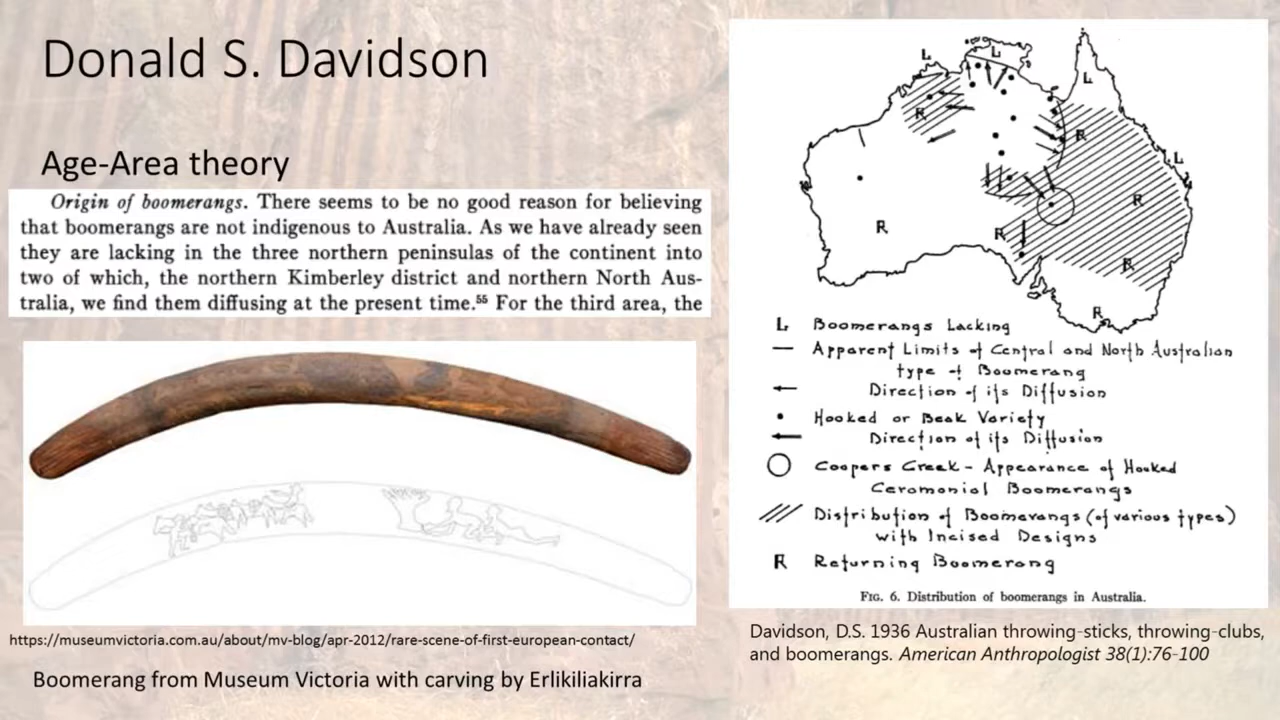 Donald S. Davidson
Age-Area theory
Origin of boomerangs. There seems to be no good reason for believing
that boomerangs are not indigenous to Australia. As we have already seen
they are lacking in the three northern peninsulas of the continent into
two of which, the northern Kimberley district and northern North Aus-
tralia, we find them diffusing at the present time.⁵⁵ For the third area, the
https://museumvictoria.com.au/about/mv-blog/apr-2012/rare-scene-of-first-european-contact/
Boomerang from Museum Victoria with carving by Erlikiliakirra
L
L
L
R
R
L
R
R
R
R
R
L Boomerangs Lacking
Apparent Limits of Central and North Australian
type of Boomerang
Direction of its Diffusion
Hooked or Beak Variety
Direction of its Diffusion
Coopers Creek - Appearance of Hooked
Ceromonial Boomerangs
Distribution of Boomerangs (of various types)
with Incised Designs
R Returning Boomerang
FIG. 6. Distribution of boomerangs in Australia.
Davidson, D.S. 1936 Australian throwing-sticks, throwing-clubs,
and boomerangs. American Anthropologist 38(1):76-100